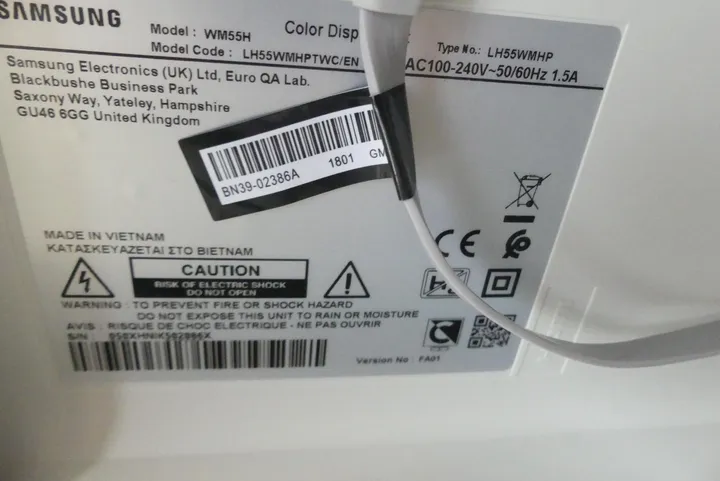 SAMSUNG
Model : WM55H
Color Disp
Model Code : LH55WMHPTWC/EN
Type No.: LH55WMHP
AC100-240V~50/60Hz 1.5A
Samsung Electronics (UK) Ltd, Euro QA Lab.
Blackbushe Business Park
Saxony Way, Yateley, Hampshire
GU46 6GG United Kingdom
BN39-02386A 1801 GM
MADE IN VIETNAM
ΚΑΤΑΣΚΕΥΑΖΕΤΑΙ ΣΤΟ ΒΙΕΤΝΑΜ
CE
CAUTION
RISK OF ELECTRIC SHOCK
DO NOT OPEN
WARNING : TO PREVENT FIRE OR SHOCK HAZARD
DO NOT EXPOSE THIS UNIT TO RAIN OR MOISTURE
AVIS : RISQUE DE CHOC ELECTRIQUE - NE PAS OUVRIR
S/N :
Version No : FA01